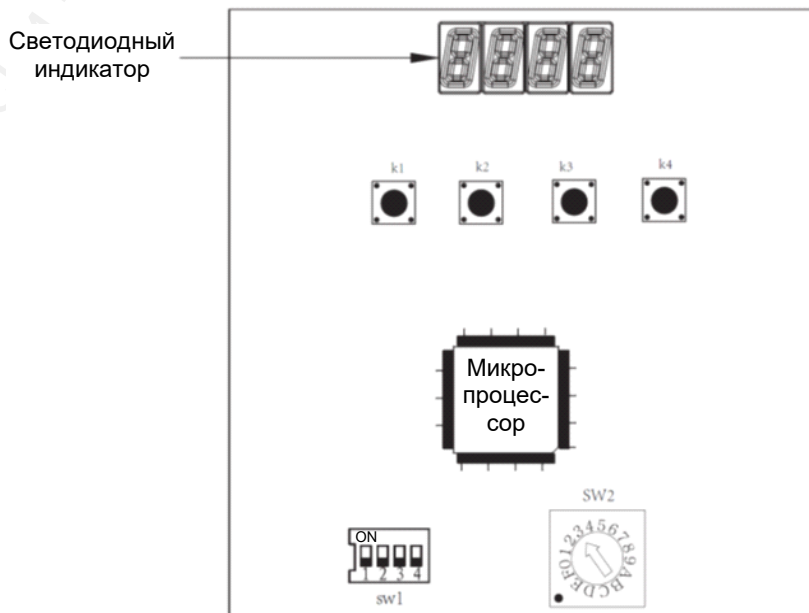 Светодиодный
индикатор
k1 k2 k3 k4
Микро-
процес-
сор
SW2
0123456789ABCDEF
ON
1 2 3 4
sw1